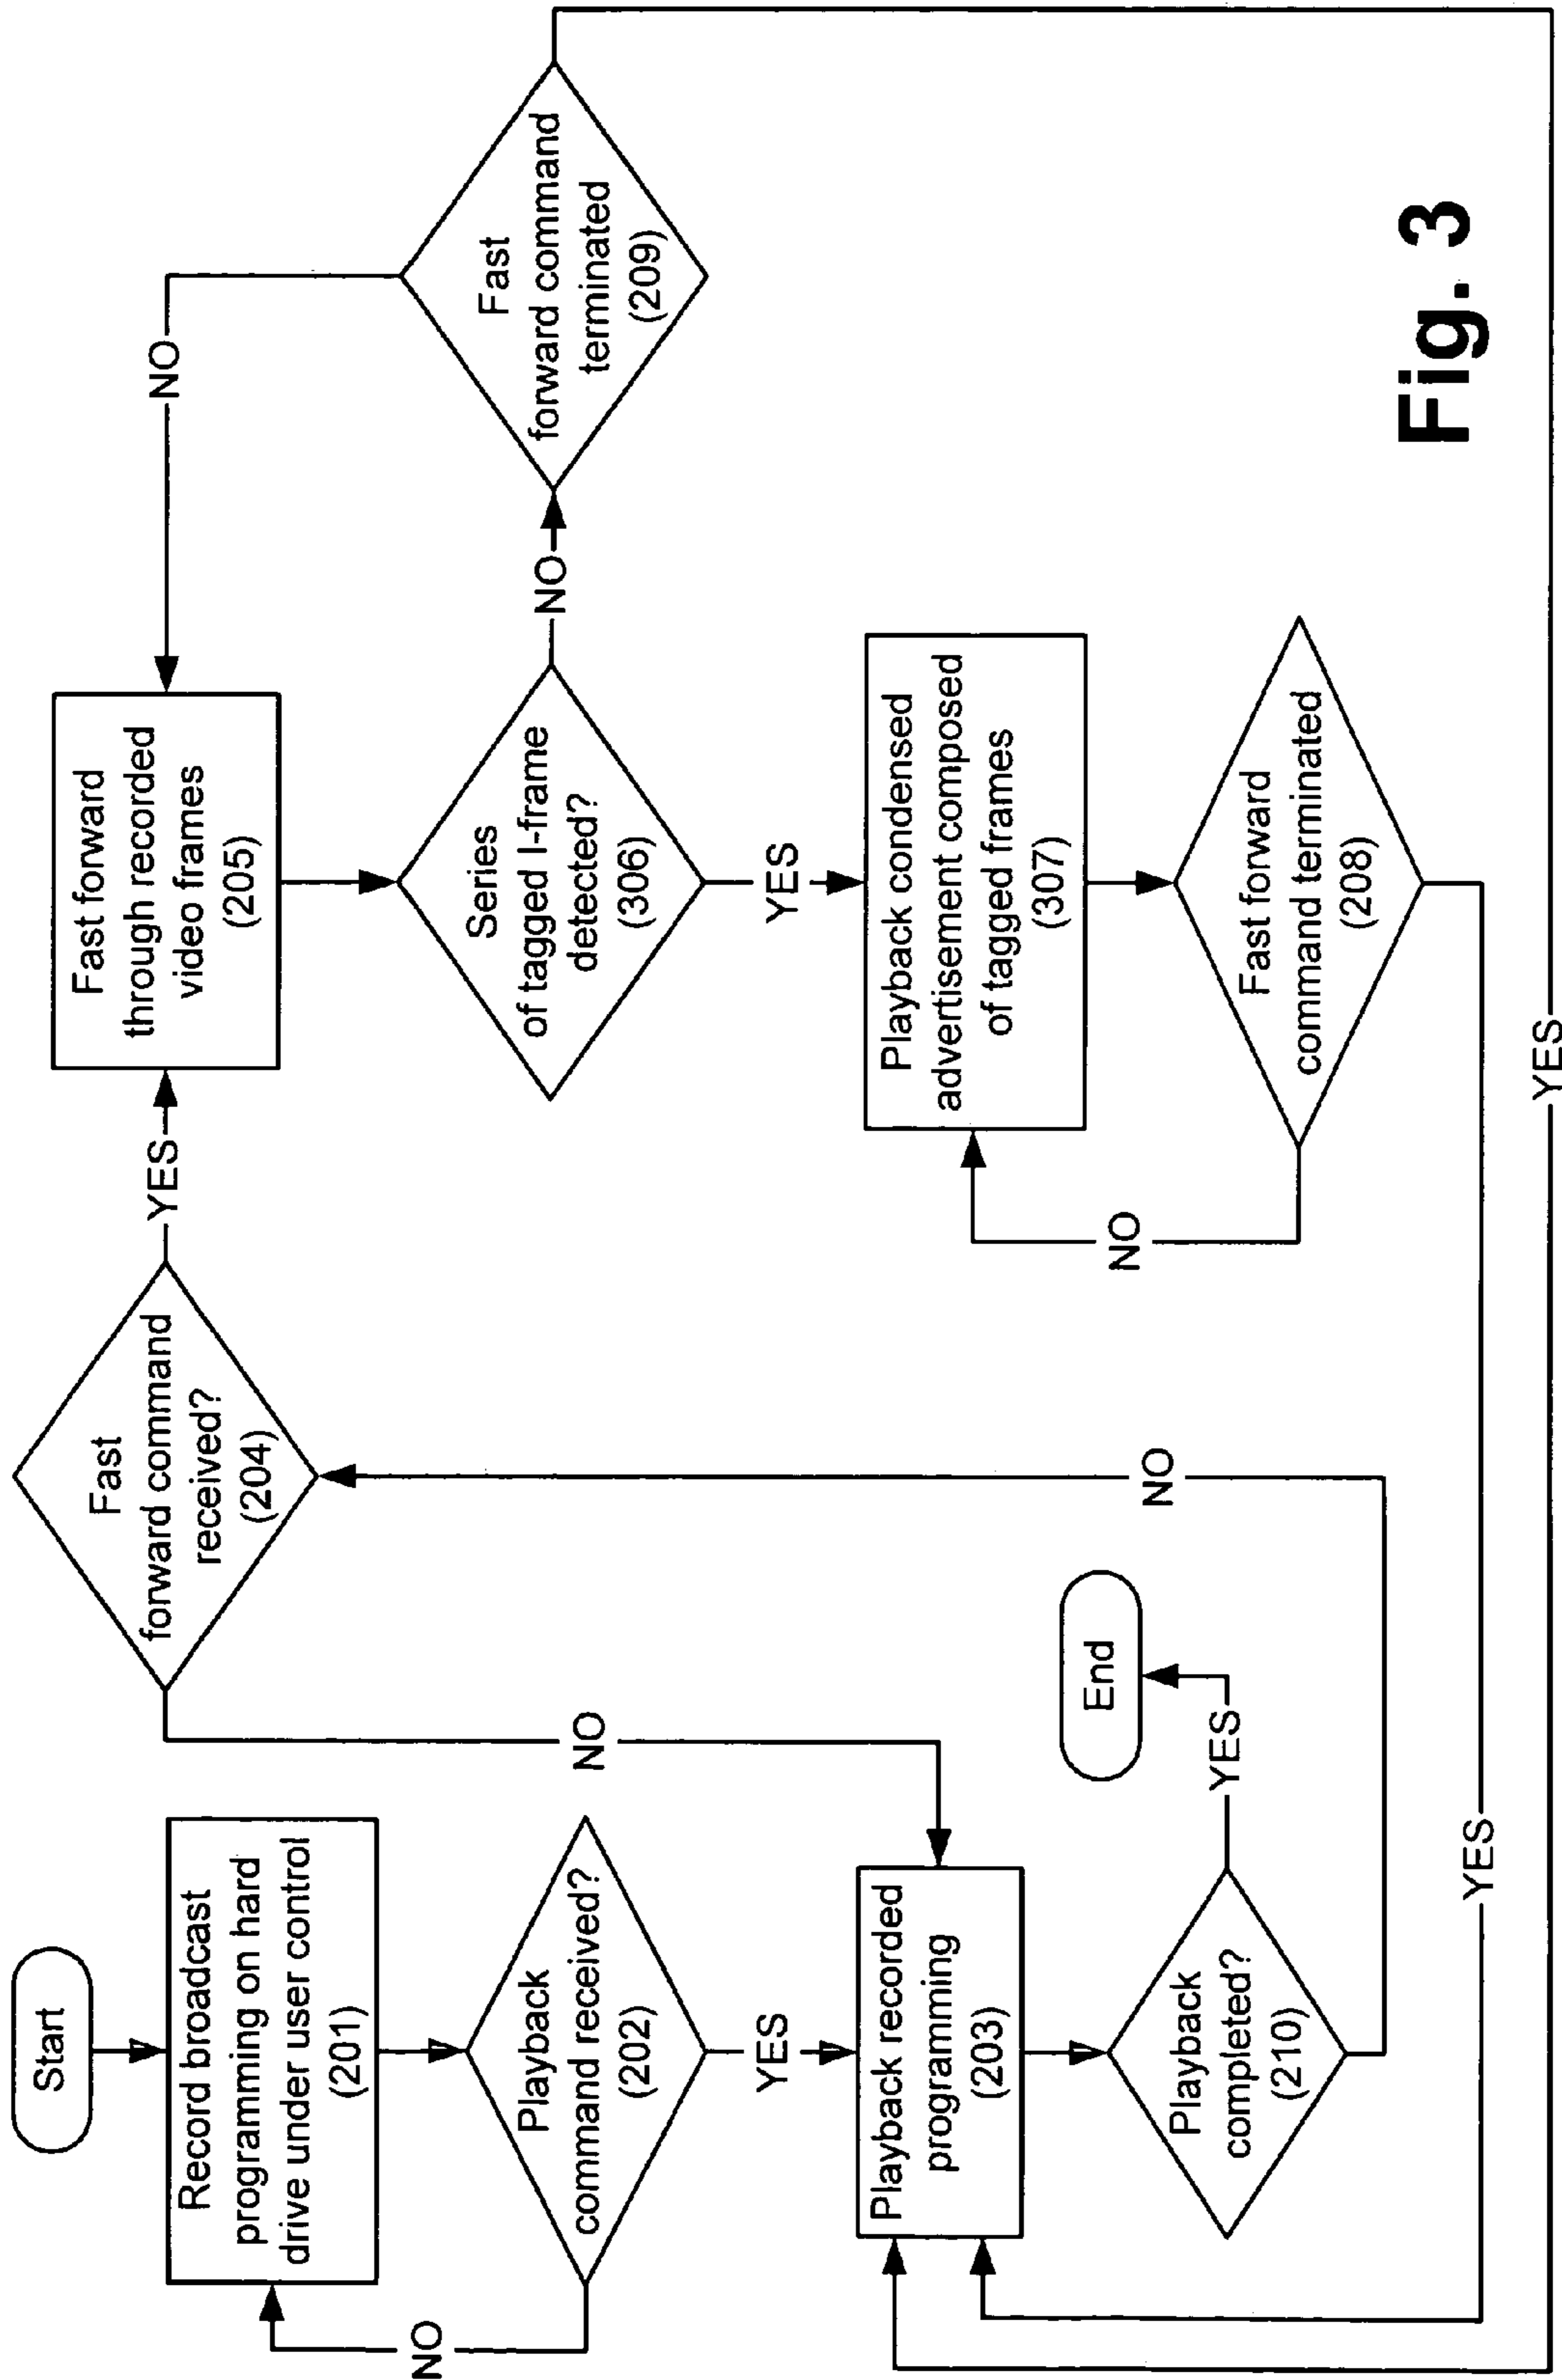 Start
Record broadcast
programming on hard
drive under user control
(201)
NO
Playback
command received?
(202)
YES
Playback recorded
programming
(203)
Playback
completed?
(210)
YES
End
NO
NO
Fast
forward command
received?
(204)
YES
Fast forward
through recorded
video frames
(205)
NO
Series
of tagged I-frame
detected?
(306)
NO
Fast
forward command
terminated
(209)
YES
Playback condensed
advertisement composed
of tagged frames
(307)
NO
Fast forward
command terminated
(208)
YES
YES
Fig. 3